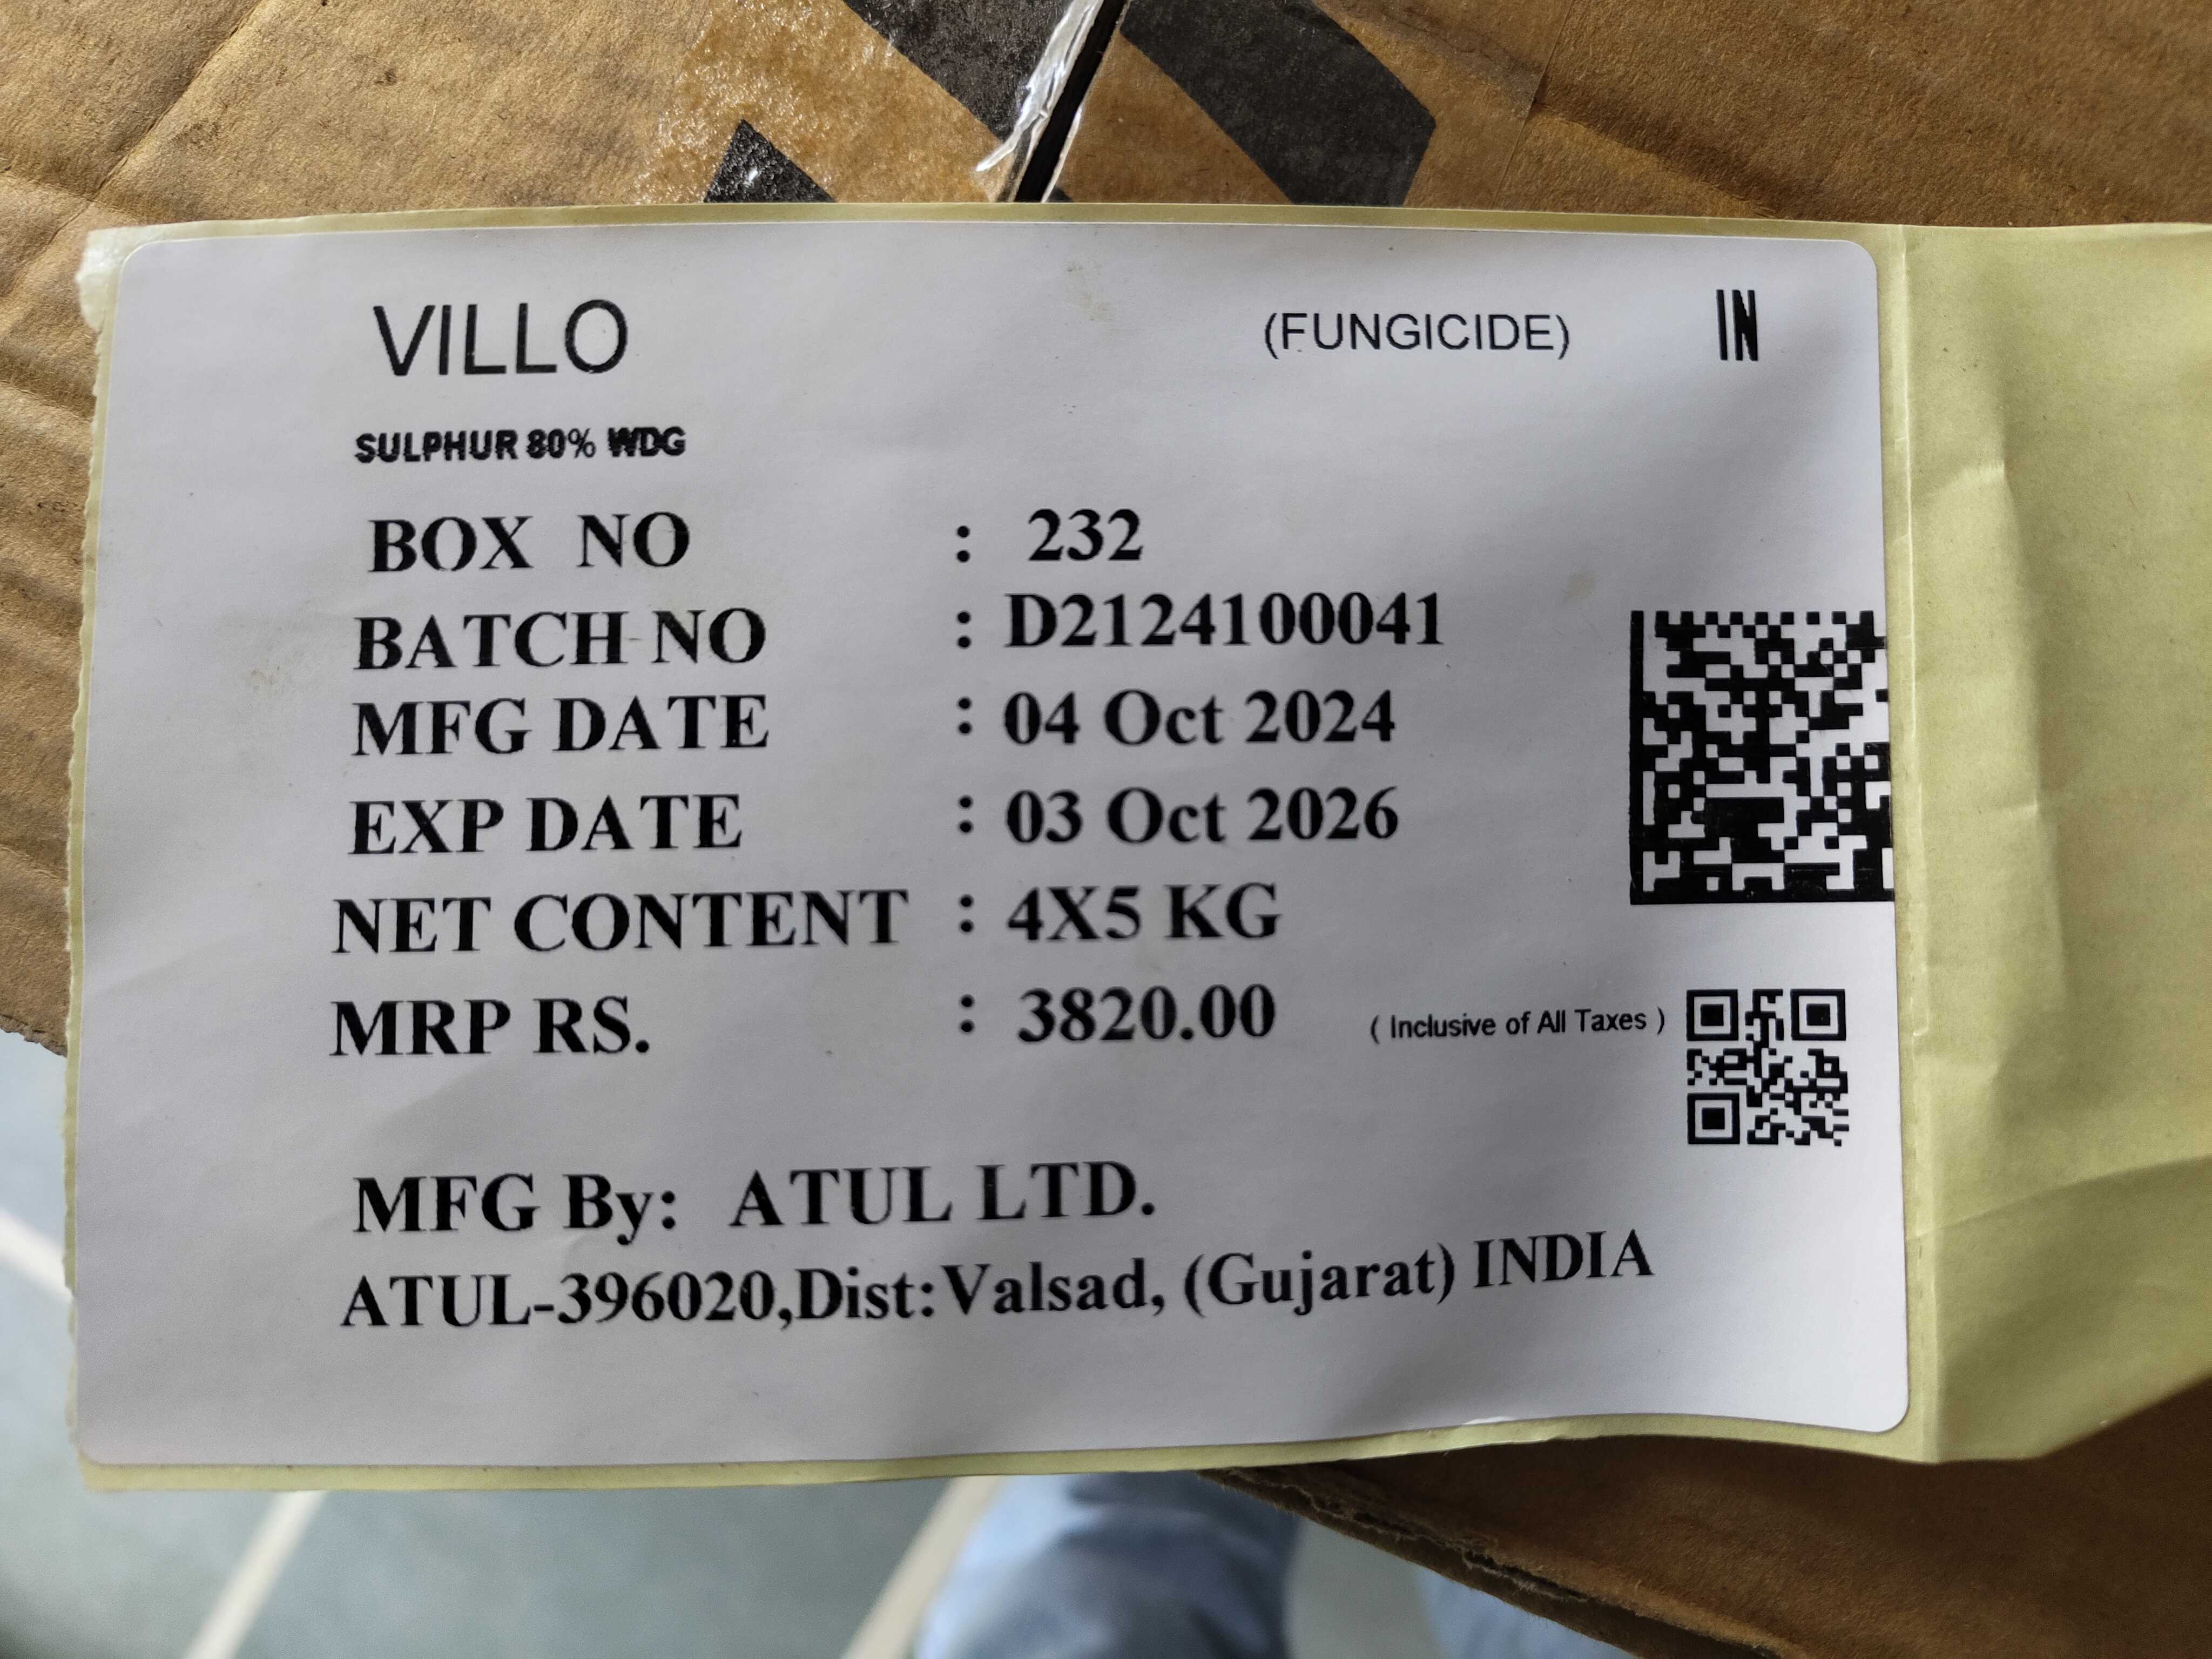 VILLO (FUNGICIDE) IN
SULPHUR 80% WDG
BOX NO : 232
BATCH NO : D2124100041
MFG DATE : 04 Oct 2024
EXP DATE : 03 Oct 2026
NET CONTENT : 4X5 KG
MRP RS. : 3820.00 ( Inclusive of All Taxes )
MFG By: ATUL LTD.
ATUL-396020,Dist:Valsad, (Gujarat) INDIA